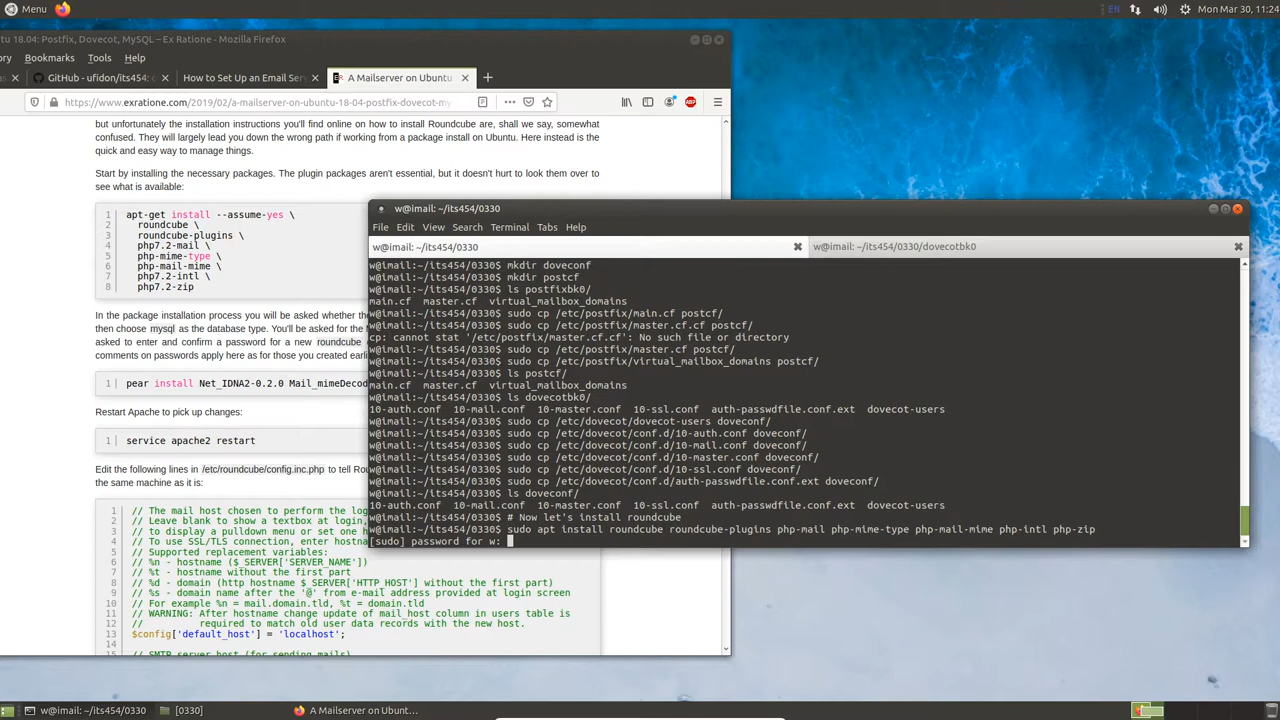 Menu
EN
Mon Mar 30, 11:24
tu 18.04: Postfix, Dovecot, MySQL – Ex Ratione - Mozilla Firefox
ory Bookmarks Tools Help
GitHub - ufidon/its454: c
How to Set Up an Email Serv
A Mailserver on Ubuntu
https://www.exratione.com/2019/02/a-mailserver-on-ubuntu-18-04-postfix-dovecot-my
but unfortunately the installation instructions you'll find online on how to install Roundcube are, shall we say, somewhat
confused. They will largely lead you down the wrong path if working from a package install on Ubuntu. Here instead is the
quick and easy way to manage things.
Start by installing the necessary packages. The plugin packages aren't essential, but it doesn't hurt to look them over to
see what is available:
1 apt-get install --assume-yes \
2 roundcube \
3 roundcube-plugins \
4 php7.2-mail \
5 php-mime-type \
6 php-mail-mime \
7 php7.2-intl \
8 php7.2-zip
In the package installation process you will be asked whether the
then choose mysql as the database type. You'll be asked for the
asked to enter and confirm a password for a new roundcube
comments on passwords apply here as for those you created earli
1 pear install Net_IDNA2-0.2.0 Mail_mimeDecod
Restart Apache to pick up changes:
1 service apache2 restart
Edit the following lines in /etc/roundcube/config.inc.php to tell Ro
the same machine as it is:
1 // The mail host chosen to perform the log
2 // Leave blank to show a textbox at login,
3 // to display a pulldown menu or set one h
4 // To use SSL/TLS connection, enter hostna
5 // Supported replacement variables:
6 // %n - hostname ($_SERVER['SERVER_NAME'])
7 // %t - hostname without the first part
8 // %d - domain (http hostname $_SERVER['HTTP_HOST'] without the first part)
9 // %s - domain name after the '@' from e-mail address provided at login screen
10 // For example %n = mail.domain.tld, %t = domain.tld
11 // WARNING: After hostname change update of mail_host column in users table is
12 // required to match old user data records with the new host.
13 $config['default_host'] = 'localhost';
14
15 // SMTP server host (for sending mails)
w@imail: ~/its454/0330
File Edit View Search Terminal Tabs Help
w@imail: ~/its454/0330
w@imail: ~/its454/0330/dovecotbk0
w@imail:~/its454/0330$ mkdir doveconf
w@imail:~/its454/0330$ mkdir postcf
w@imail:~/its454/0330$ ls postfixbk0/
main.cf master.cf virtual_mailbox_domains
w@imail:~/its454/0330$ sudo cp /etc/postfix/main.cf postcf/
w@imail:~/its454/0330$ sudo cp /etc/postfix/master.cf.cf postcf/
cp: cannot stat '/etc/postfix/master.cf.cf': No such file or directory
w@imail:~/its454/0330$ sudo cp /etc/postfix/master.cf postcf/
w@imail:~/its454/0330$ sudo cp /etc/postfix/virtual_mailbox_domains postcf/
w@imail:~/its454/0330$ ls postcf/
main.cf master.cf virtual_mailbox_domains
w@imail:~/its454/0330$ ls dovecotbk0/
10-auth.conf 10-mail.conf 10-master.conf 10-ssl.conf auth-passwdfile.conf.ext dovecot-users
w@imail:~/its454/0330$ sudo cp /etc/dovecot/dovecot-users doveconf/
w@imail:~/its454/0330$ sudo cp /etc/dovecot/conf.d/10-auth.conf doveconf/
w@imail:~/its454/0330$ sudo cp /etc/dovecot/conf.d/10-mail.conf doveconf/
w@imail:~/its454/0330$ sudo cp /etc/dovecot/conf.d/10-master.conf doveconf/
w@imail:~/its454/0330$ sudo cp /etc/dovecot/conf.d/10-ssl.conf doveconf/
w@imail:~/its454/0330$ sudo cp /etc/dovecot/conf.d/auth-passwdfile.conf.ext doveconf/
w@imail:~/its454/0330$ ls doveconf/
10-auth.conf 10-mail.conf 10-master.conf 10-ssl.conf auth-passwdfile.conf.ext dovecot-users
w@imail:~/its454/0330$ # Now let's install roundcube
w@imail:~/its454/0330$ sudo apt install roundcube roundcube-plugins php-mail php-mime-type php-mail-mime php-intl php-zip
[sudo] password for w:
w@imail: ~/its454/0330
[0330]
A Mailserver on Ubunt...